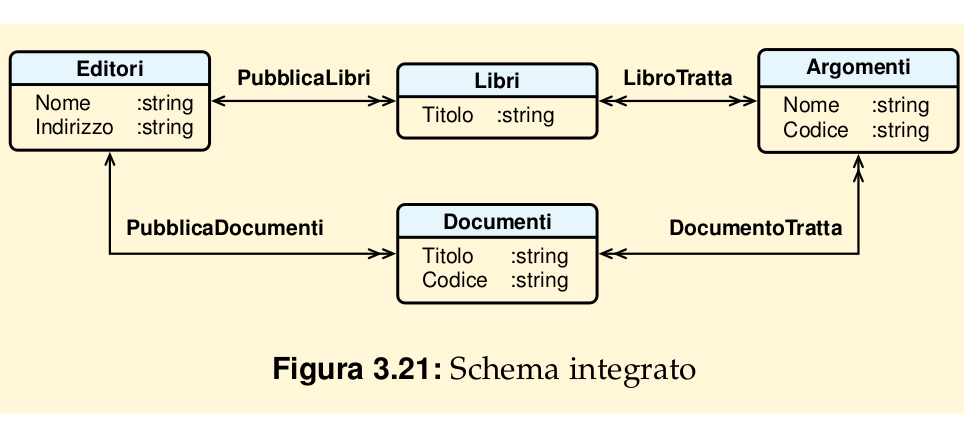 Editori
Nome :string
Indirizzo :string
PubblicaLibri
Libri
Titolo :string
LibroTratta
Argomenti
Nome :string
Codice :string
PubblicaDocumenti
Documenti
Titolo :string
Codice :string
DocumentoTratta
Figura 3.21: Schema integrato